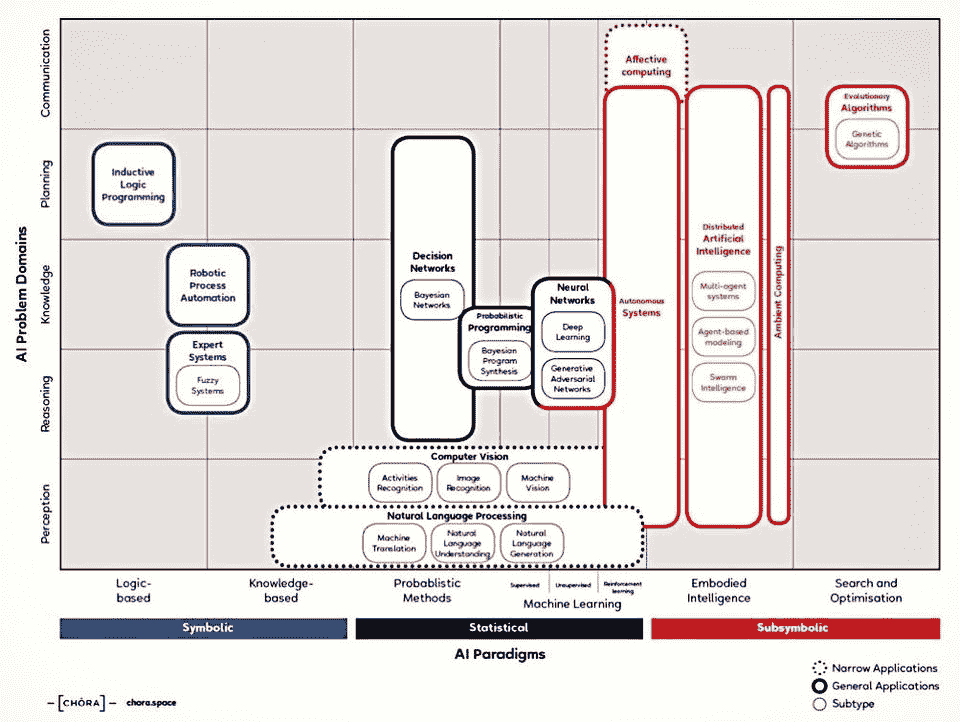 AI Problem Domains
Communication
Planning
Knowledge
Reasoning
Perception
Affective
computing
Evolutionary
Algorithms
Genetic
Algorithms
Inductive
Logic
Programming
Robotic
Process
Automation
Expert
Systems
Fuzzy
Systems
Decision
Networks
Bayesian
Networks
Probabilistic
Programming
Bayesian
Program
Synthesis
Neural
Networks
Deep
Learning
Generative
Adversarial
Networks
Autonomous
Systems
Distributed
Artificial
Intelligence
Multi-agent
systems
Agent-based
modeling
Swarm
Intelligence
Ambient Computing
Computer Vision
Activities
Recognition
Image
Recognition
Machine
Vision
Natural Language Processing
Machine
Translation
Natural
Language
Understanding
Natural
Language
Generation
Logic-
based
Knowledge-
based
Probablistic
Methods
Supervised
Unsupervised
Reinforcement
learning
Machine Learning
Embodied
Intelligence
Search and
Optimisation
Symbolic
Statistical
Subsymbolic
AI Paradigms
Narrow Applications
General Applications
Subtype
[CHÔRA]
chora.space